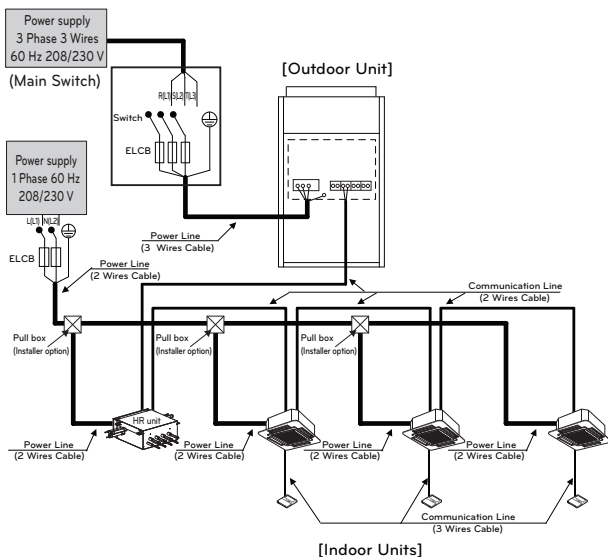 Power supply
3 Phase 3 Wires
60 Hz 208/230 V
(Main Switch)
[Outdoor Unit]
R(L1) S(L2) T(L3)
Switch
ELCB
Power supply
1 Phase 60 Hz
208/230 V
L(L1) N(L2)
ELCB
Power Line
(2 Wires Cable)
Power Line
(3 Wires Cable)
Communication Line
(2 Wires Cable)
Pull box
(Installer option)
Pull box
(Installer option)
Pull box
(Installer option)
HR unit
Power Line
(2 Wires Cable)
Power Line
(2 Wires Cable)
Power Line
(2 Wires Cable)
Power Line
(2 Wires Cable)
Communication Line
(3 Wires Cable)
[Indoor Units]